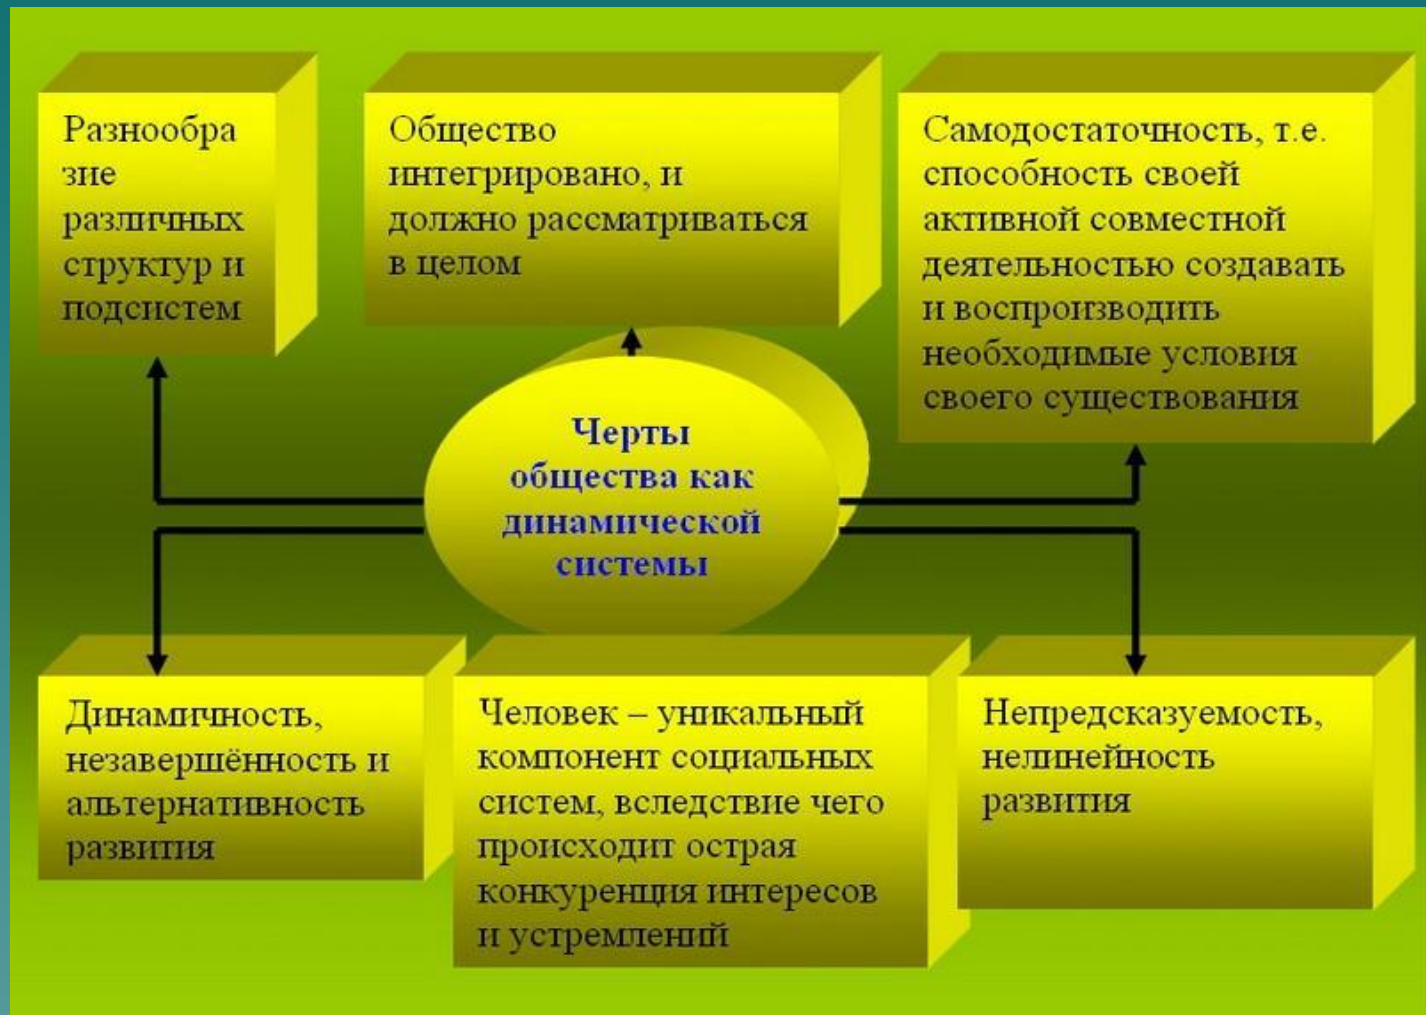 Разнообра
зие
различных
структур и
подсистем
Общество
интегрировано, и
должно рассматриваться
в целом
Самодостаточность, т.е.
способность своей
активной совместной
деятельностью создавать
и воспроизводить
необходимые условия
своего существования
Черты
общества как
динамической
системы
Динамичность,
незавершённость и
альтернативность
развития
Человек – уникальный
компонент социальных
систем, вследствие чего
происходит острая
конкуренция интересов
и устремлений
Непредсказуемость,
нелинейность
развития